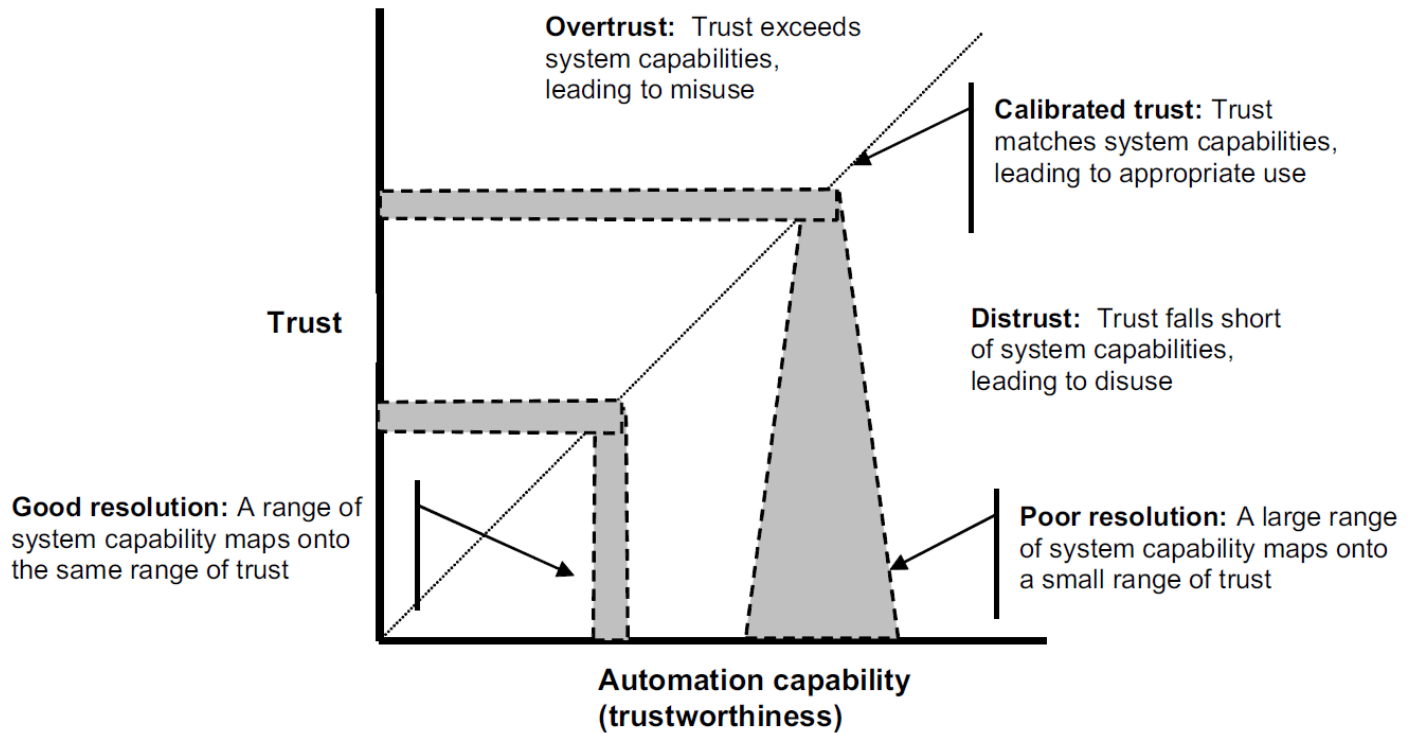 Overtrust: Trust exceeds
system capabilities,
leading to misuse
Calibrated trust: Trust
matches system capabilities,
leading to appropriate use
Trust
Distrust: Trust falls short
of system capabilities,
leading to disuse
Good resolution: A range of
system capability maps onto
the same range of trust
Poor resolution: A large range
of system capability maps onto
a small range of trust
Automation capability
(trustworthiness)